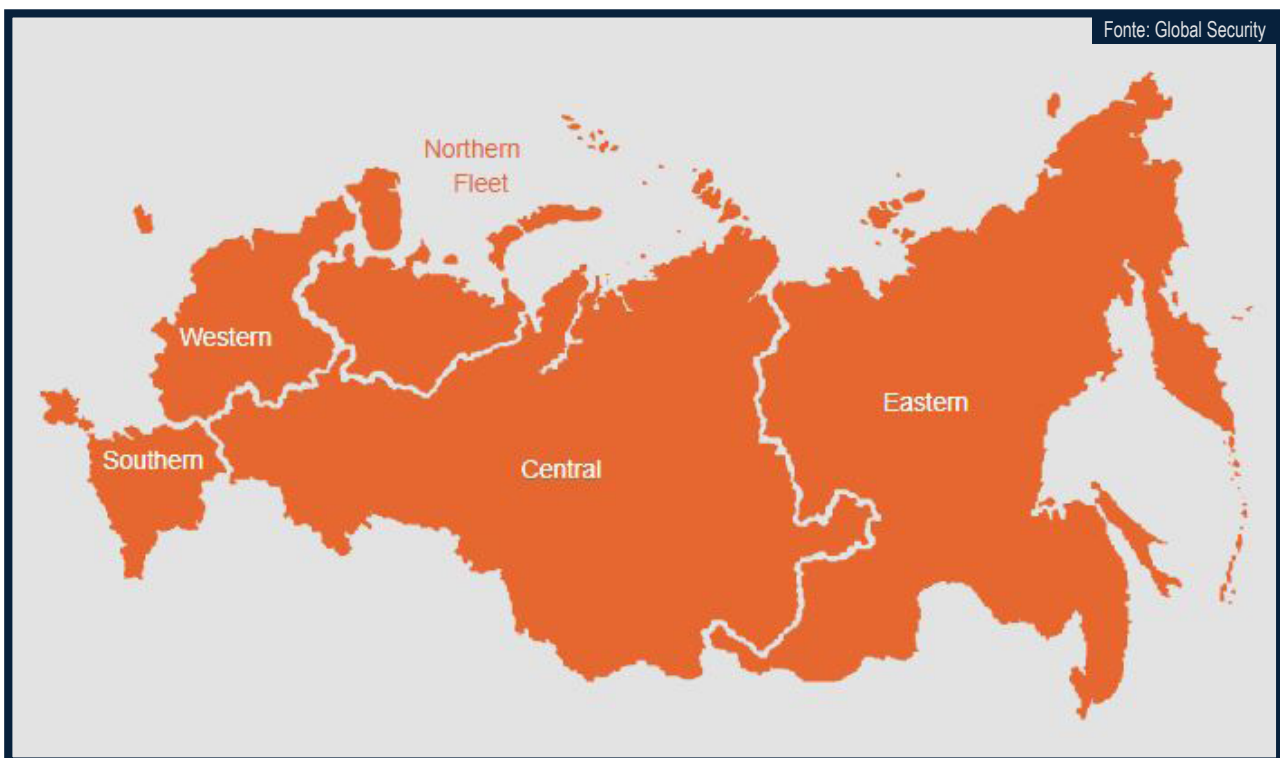 Fonte: Global Security
Northern
Fleet
Western
Eastern
Southern
Central